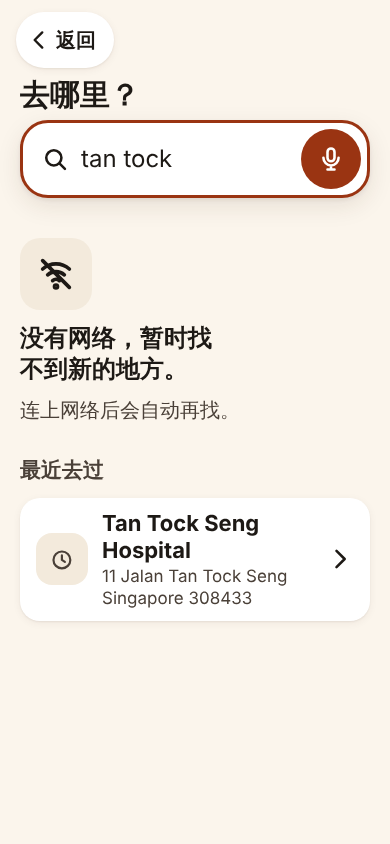 返回
去哪里？
tan tock
没有网络，暂时找
不到新的地方。
连上网络后会自动再找。
最近去过
Tan Tock Seng
Hospital
11 Jalan Tan Tock Seng
Singapore 308433